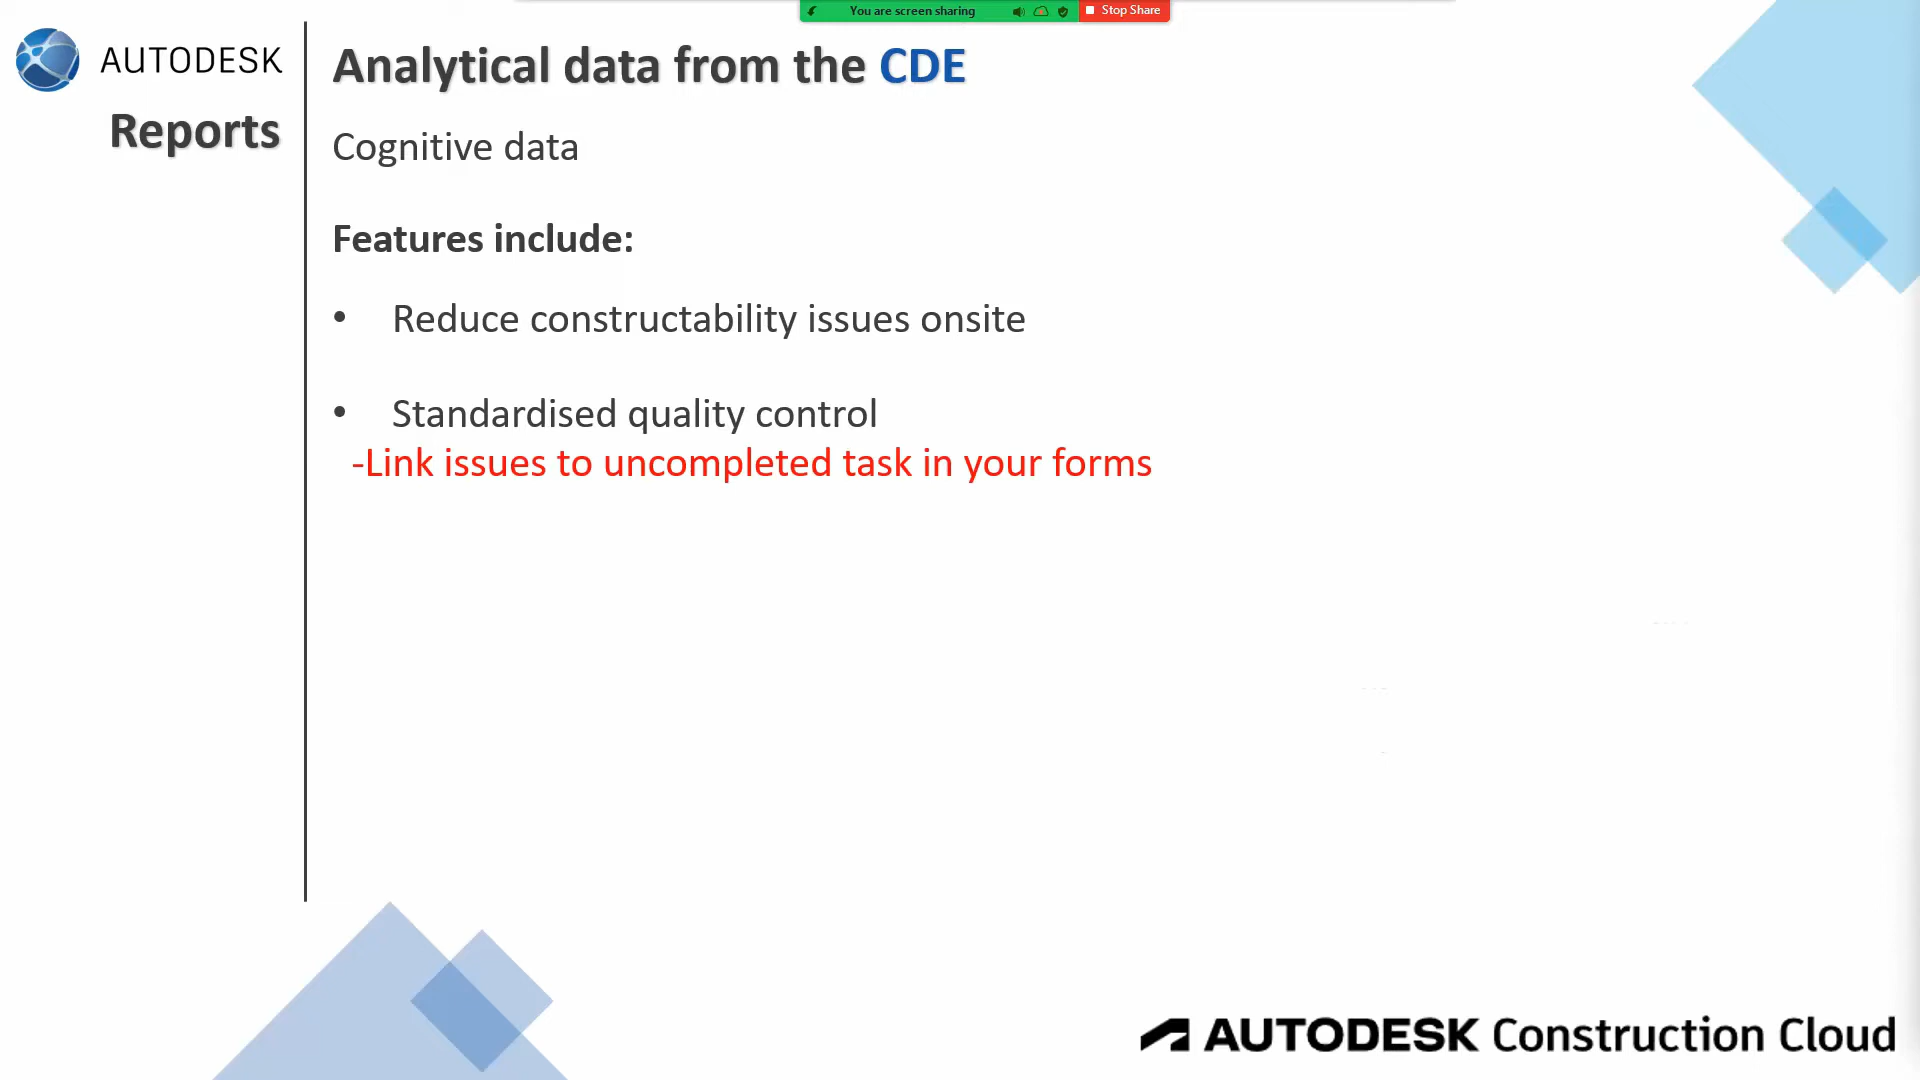 You are screen sharing
Stop Share
AUTODESK
Reports
Analytical data from the CDE
Cognitive data
Features include:
• Reduce constructability issues onsite
• Standardised quality control
-Link issues to uncompleted task in your forms
AUTODESK Construction Cloud